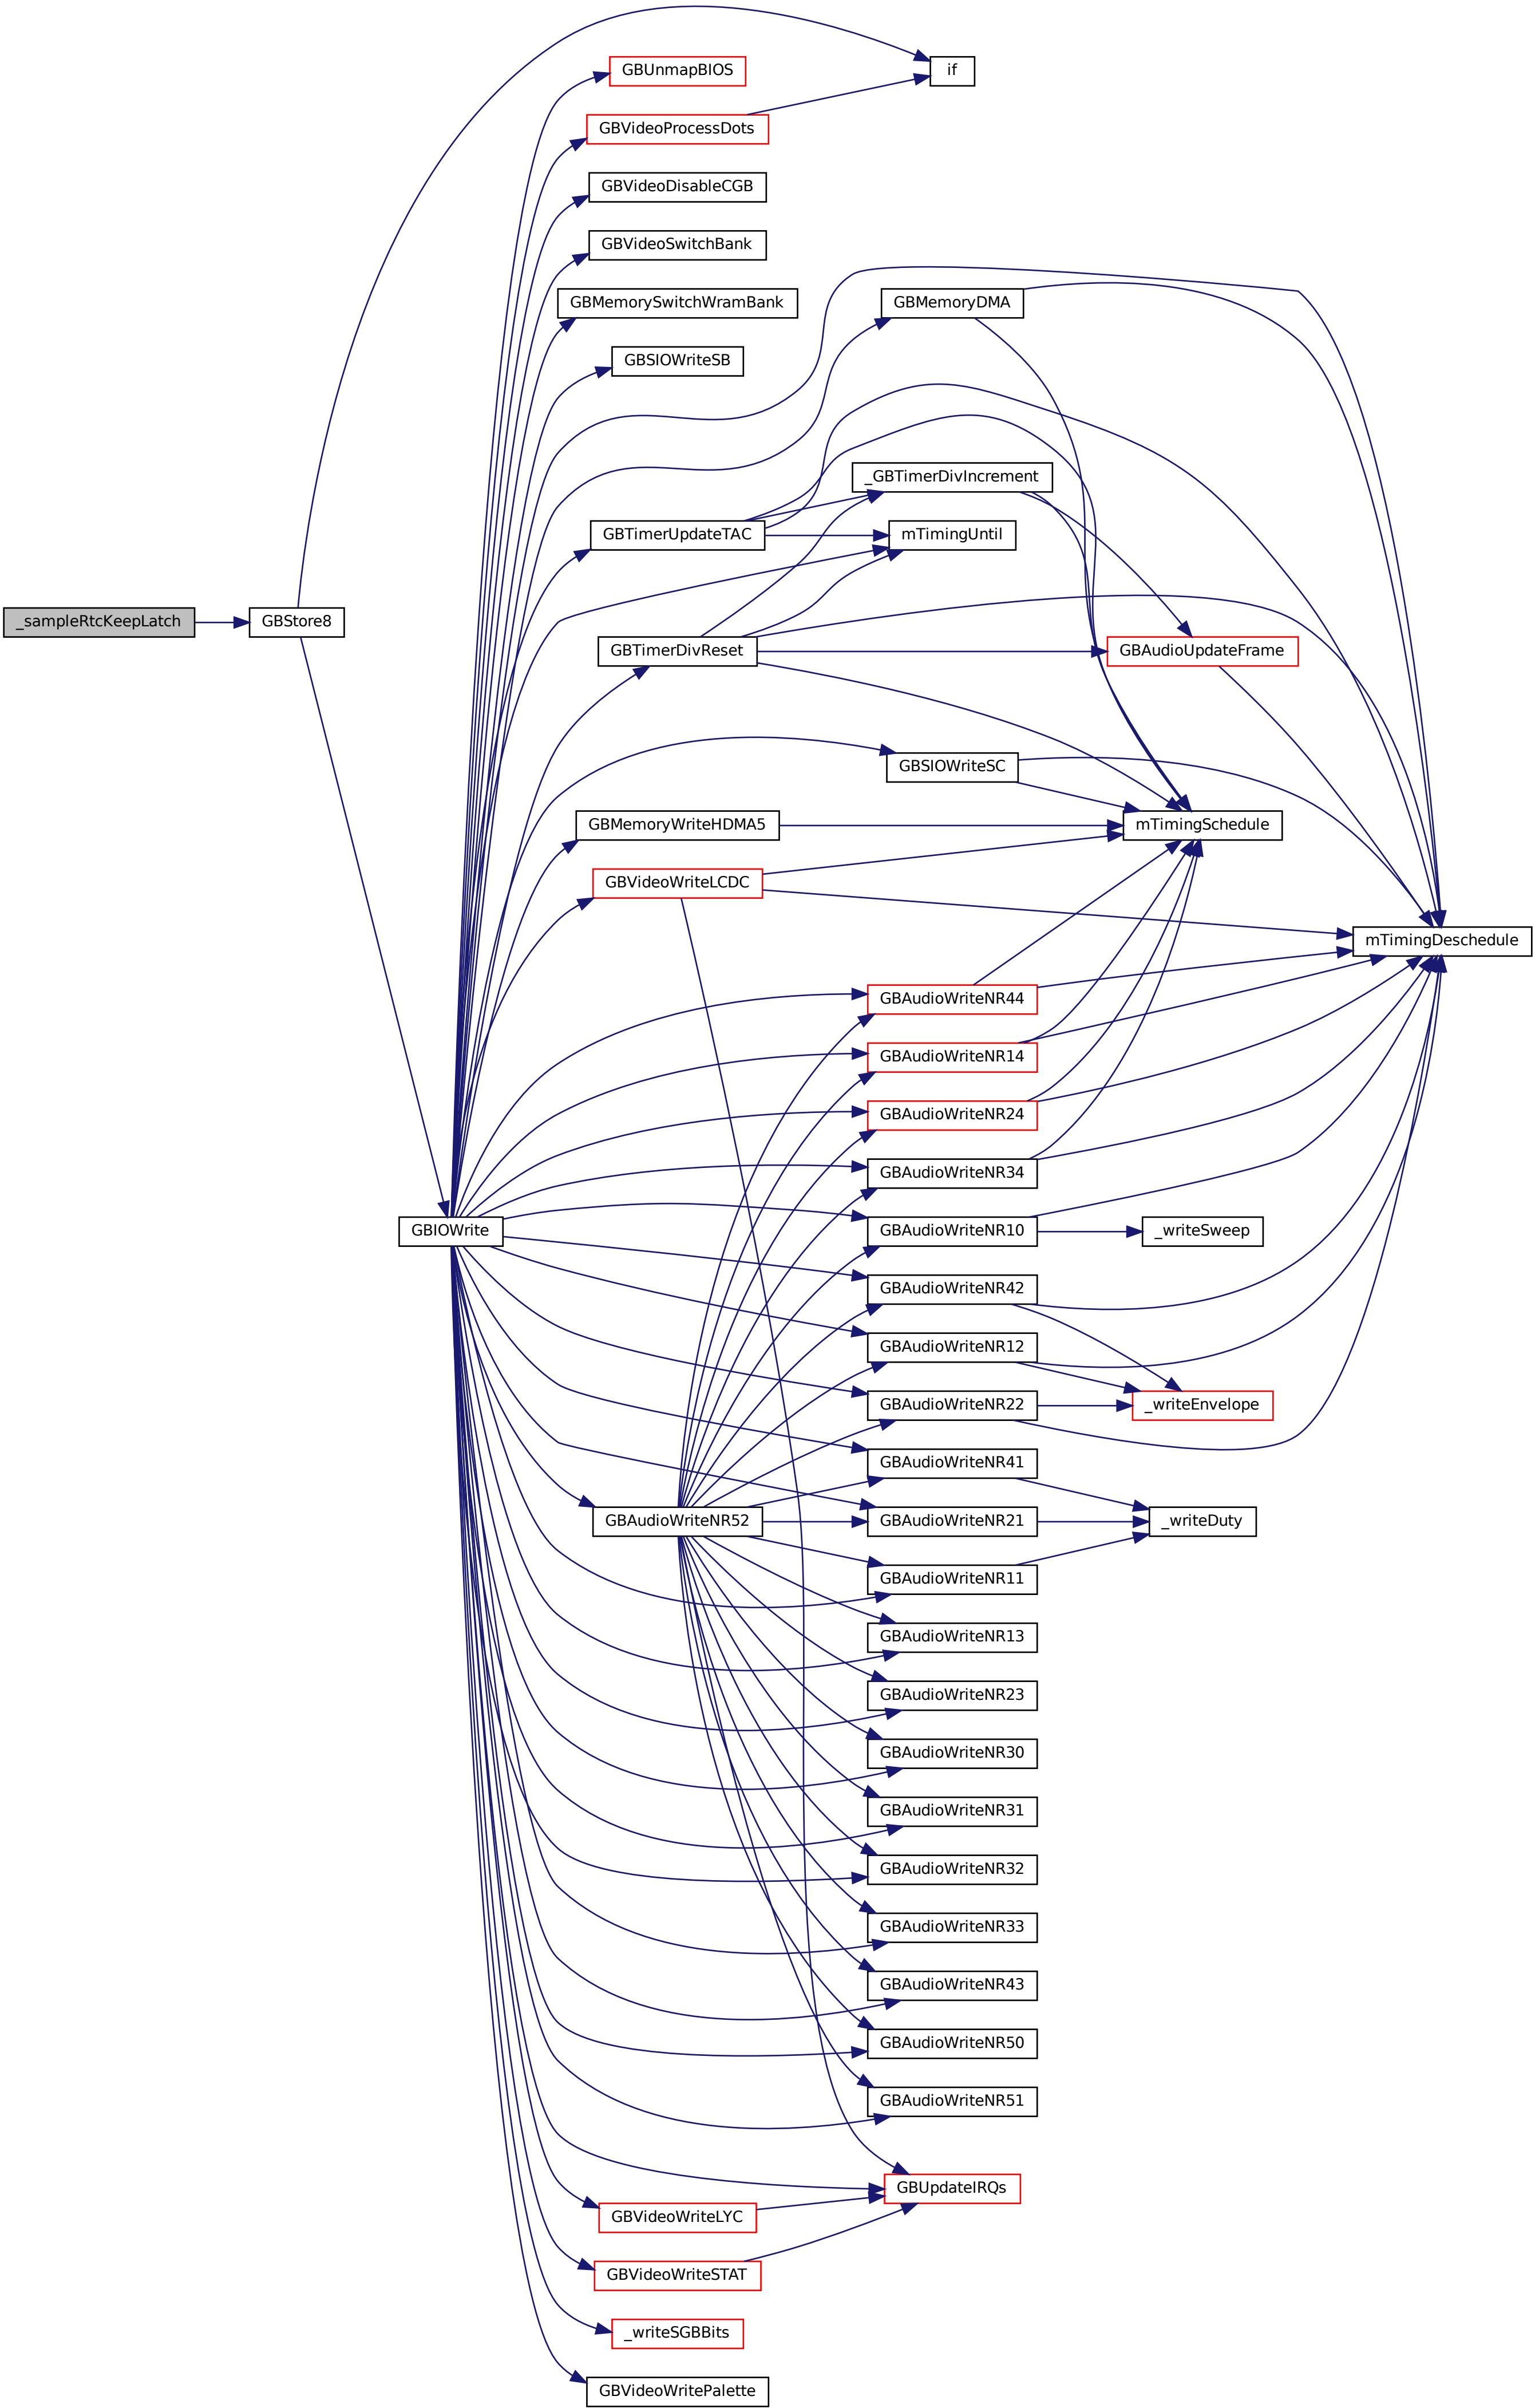 if
GBUnmapBIOS
GBVideoProcessDots
GBVideoDisableCGB
GBVideoSwitchBank
GBMemorySwitchWramBank
GBMemoryDMA
GBSIOWriteSB
_GBTimerDivIncrement
GBTimerUpdateTAC
mTimingUntil
_sampleRtcKeepLatch
GBStore8
GBTimerDivReset
GBAudioUpdateFrame
GBSIOWriteSC
GBMemoryWriteHDMA5
mTimingSchedule
GBVideoWriteLCDC
mTimingDeschedule
GBAudioWriteNR44
GBAudioWriteNR14
GBAudioWriteNR24
GBAudioWriteNR34
GBIOWrite
GBAudioWriteNR10
_writeSweep
GBAudioWriteNR42
GBAudioWriteNR12
GBAudioWriteNR22
_writeEnvelope
GBAudioWriteNR41
GBAudioWriteNR52
GBAudioWriteNR21
_writeDuty
GBAudioWriteNR11
GBAudioWriteNR13
GBAudioWriteNR23
GBAudioWriteNR30
GBAudioWriteNR31
GBAudioWriteNR32
GBAudioWriteNR33
GBAudioWriteNR43
GBAudioWriteNR50
GBAudioWriteNR51
GBUpdateIRQs
GBVideoWriteLYC
GBVideoWriteSTAT
_writeSGBBits
GBVideoWritePalette